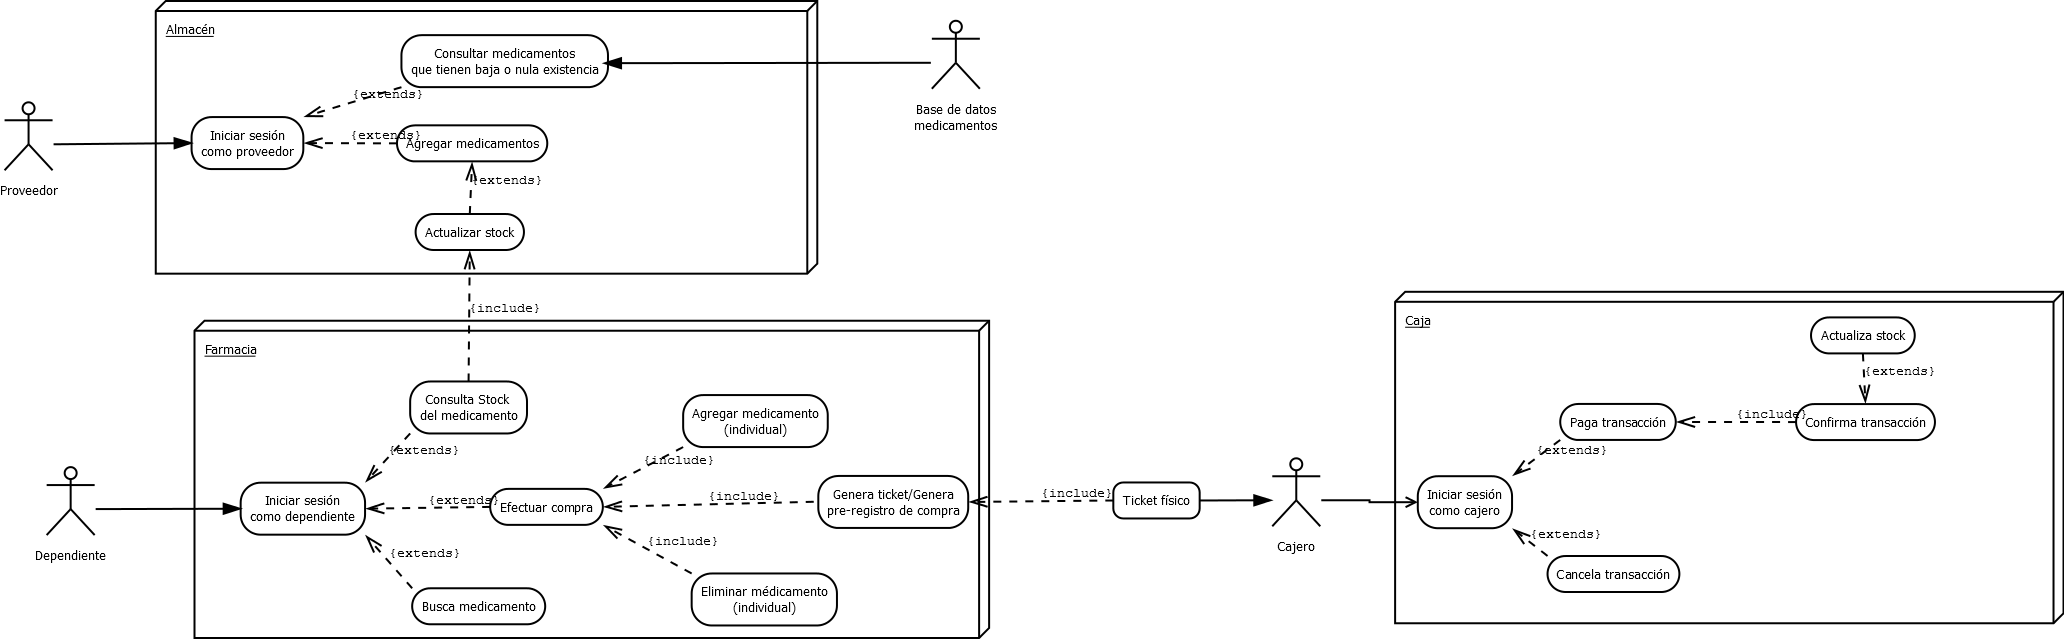 Almacén
Consultar medicamentos
que tienen baja o nula existencia
{extends}
Iniciar sesión
como proveedor
{extends}
Agregar medicamentos
{extends}
Actualizar stock
Proveedor
Base de datos
medicamentos
{include}
Farmacia
Consulta Stock
del medicamento
{extends}
Iniciar sesión
como dependiente
{extends}
Efectuar compra
{extends}
Busca medicamento
Dependiente
Agregar medicamento
(individual)
{include}
{include}
Genera ticket/Genera
pre-registro de compra
{include}
Eliminar médicamento
(individual)
{include}
Ticket físico
Cajero
Caja
Actualiza stock
{extends}
Paga transacción
{include}
Confirma transacción
{extends}
Iniciar sesión
como cajero
{extends}
Cancela transacción